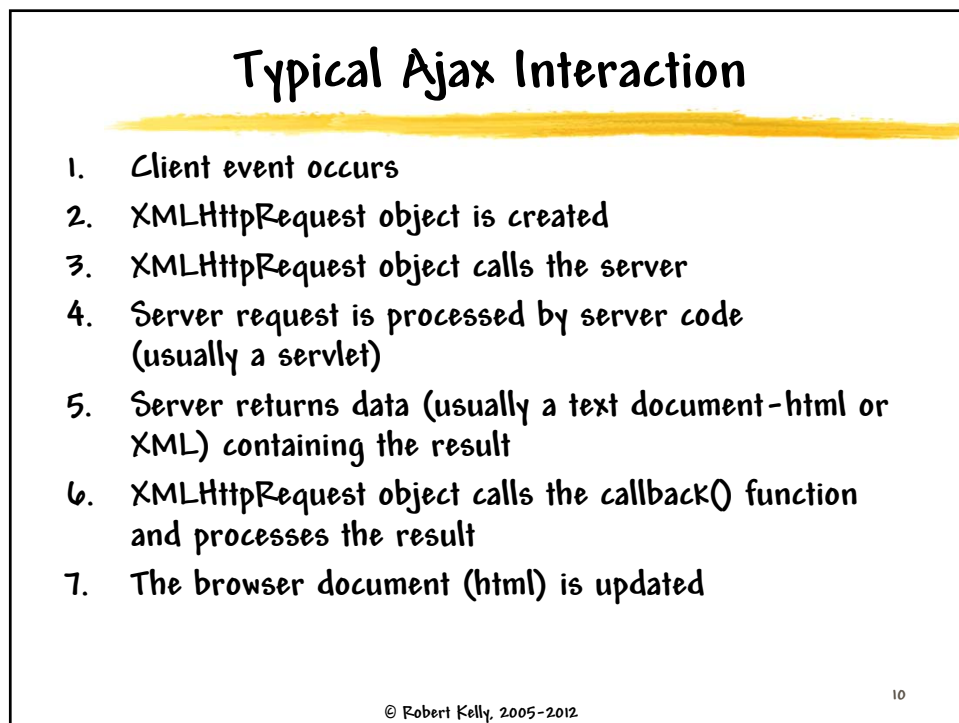 Typical Ajax Interaction
1. Client event occurs
2. XMLHttpRequest object is created
3. XMLHttpRequest object calls the server
4. Server request is processed by server code
(usually a servlet)
5. Server returns data (usually a text document-html or
XML) containing the result
6. XMLHttpRequest object calls the callback() function
and processes the result
7. The browser document (html) is updated
10
© Robert Kelly, 2005-2012